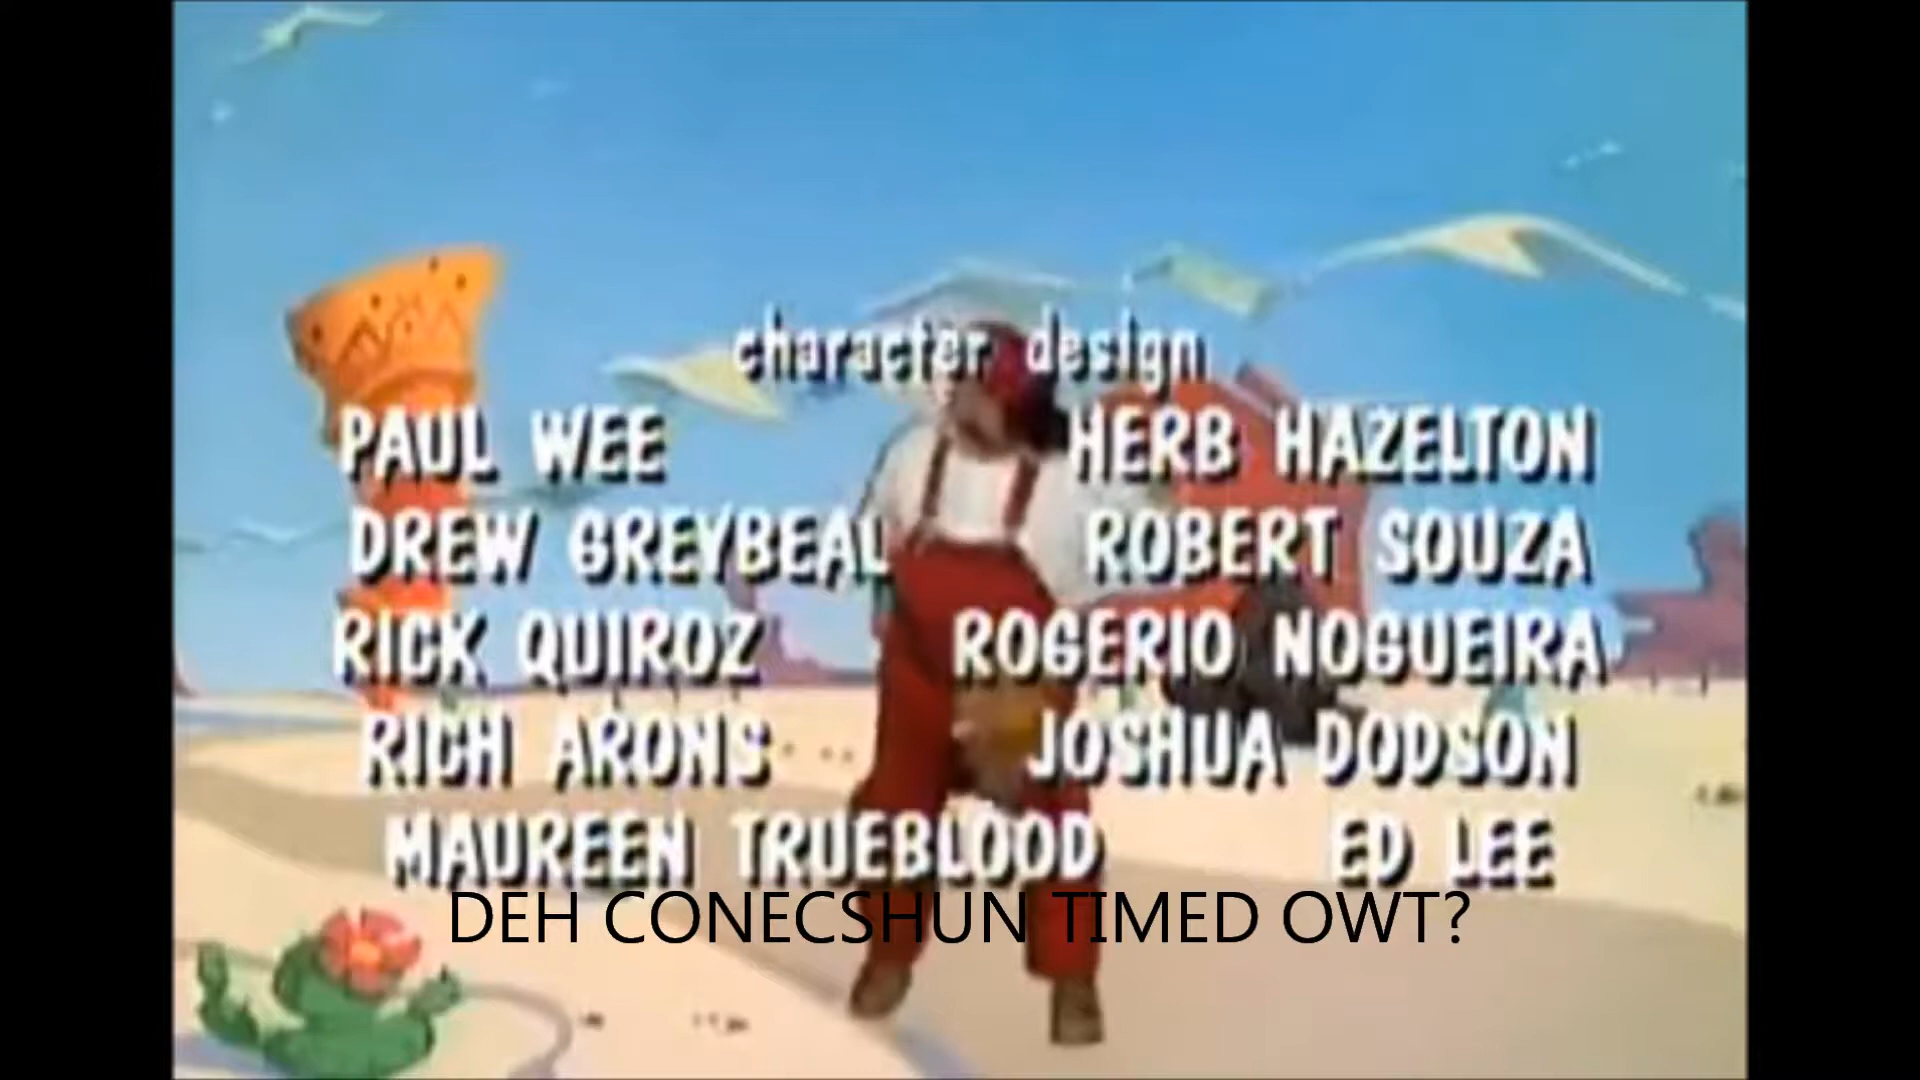 character design
PAUL WEE HERB HAZELTON
DREW GREYBEAL ROBERT SOUZA
RICK QUIROZ ROGERIO NOGUEIRA
RICH ARONS JOSHUA DODSON
MAUREEN TRUEBLOOD ED LEE
DEH CONECSHUN TIMED OWT?